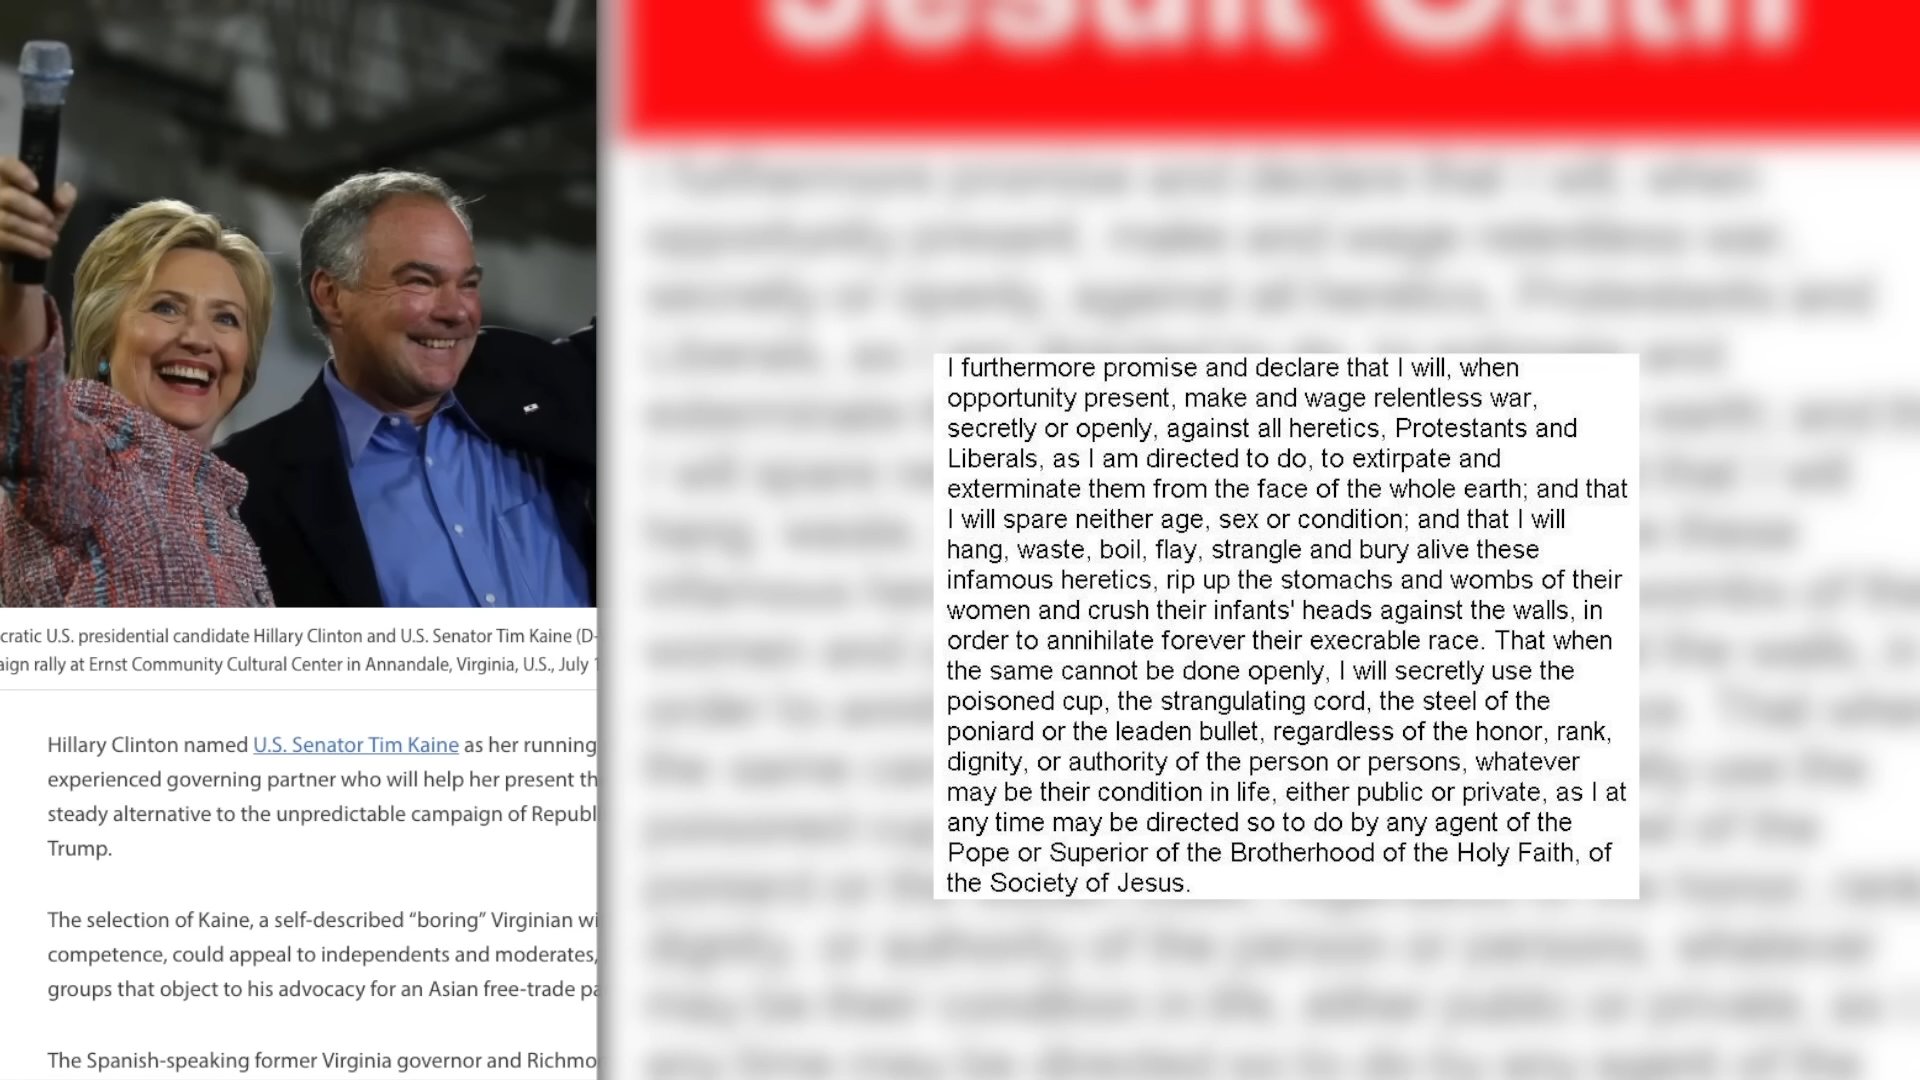 Jesuit Oath
cratic U.S. presidential candidate Hillary Clinton and U.S. Senator Tim Kaine (D-
aign rally at Ernst Community Cultural Center in Annandale, Virginia, U.S., July 1
Hillary Clinton named U.S. Senator Tim Kaine as her running
experienced governing partner who will help her present th
steady alternative to the unpredictable campaign of Republ
Trump.
The selection of Kaine, a self-described “boring” Virginian wi
competence, could appeal to independents and moderates,
groups that object to his advocacy for an Asian free-trade pa
The Spanish-speaking former Virginia governor and Richmo
I furthermore promise and declare that I will, when
opportunity present, make and wage relentless war,
secretly or openly, against all heretics, Protestants and
Liberals, as I am directed to do, to extirpate and
exterminate them from the face of the whole earth; and that
I will spare neither age, sex or condition; and that I will
hang, waste, boil, flay, strangle and bury alive these
infamous heretics, rip up the stomachs and wombs of their
women and crush their infants' heads against the walls, in
order to annihilate forever their execrable race. That when
the same cannot be done openly, I will secretly use the
poisoned cup, the strangulating cord, the steel of the
poniard or the leaden bullet, regardless of the honor, rank,
dignity, or authority of the person or persons, whatever
may be their condition in life, either public or private, as I at
any time may be directed so to do by any agent of the
Pope or Superior of the Brotherhood of the Holy Faith, of
the Society of Jesus.